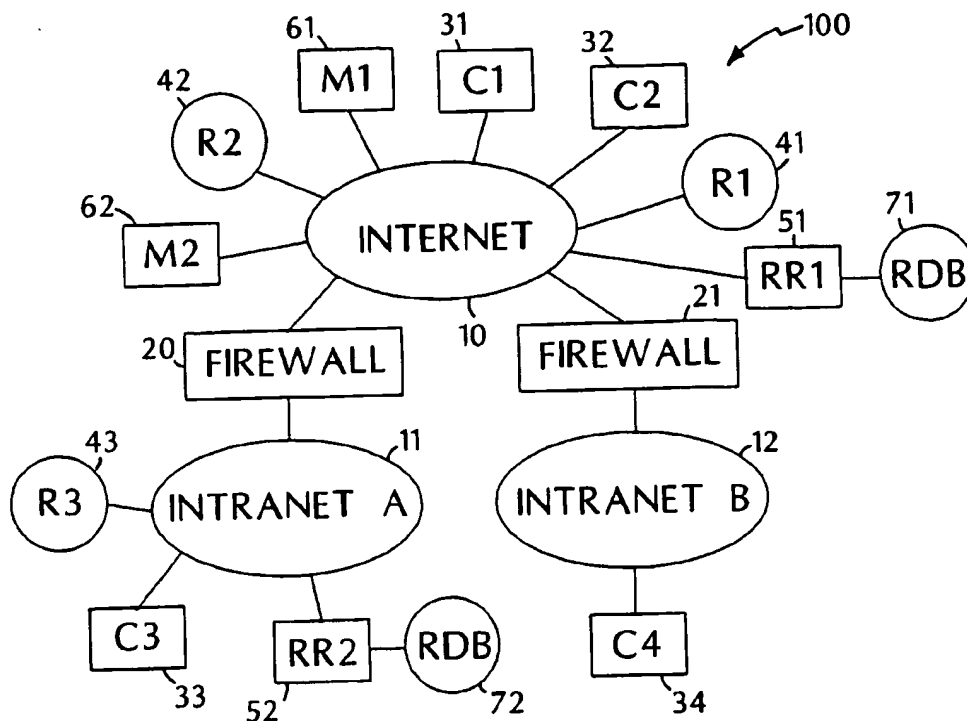 61
31
32
100
M1
C1
C2
42
R2
41
R1
62
M2
INTERNET
51
71
RR1
RDB
10
21
20
FIREWALL
FIREWALL
43
11
12
R3
INTRANET A
INTRANET B
C3
RR2
RDB
C4
33
52
72
34